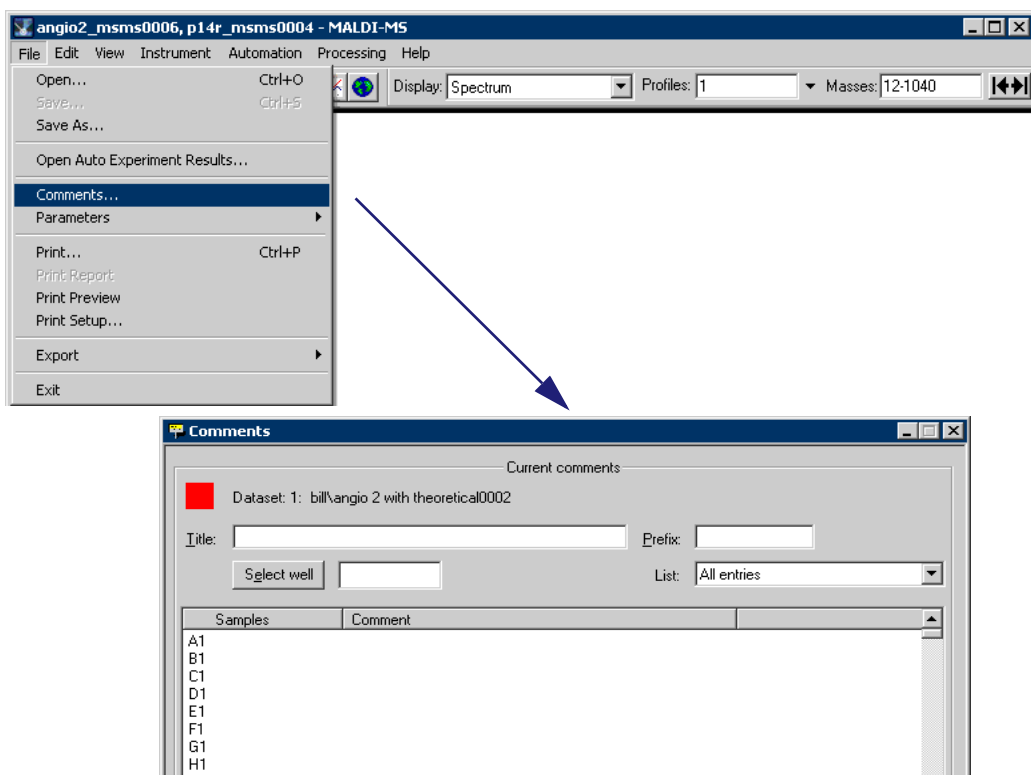 angio2_msms0006, p14r_msms0004 - MALDI-MS
File Edit View Instrument Automation Processing Help
Open... Ctrl+O
Save... Ctrl+S
Save As...
Open Auto Experiment Results...
Comments...
Parameters
Print... Ctrl+P
Print Report
Print Preview
Print Setup...
Export
Exit
Display: Spectrum Profiles: 1 Masses: 12-1040
Comments
Current comments
Dataset: 1: bill\angio 2 with theoretical0002
Title: Prefix:
Select well List: All entries
Samples Comment
A1
B1
C1
D1
E1
F1
G1
H1